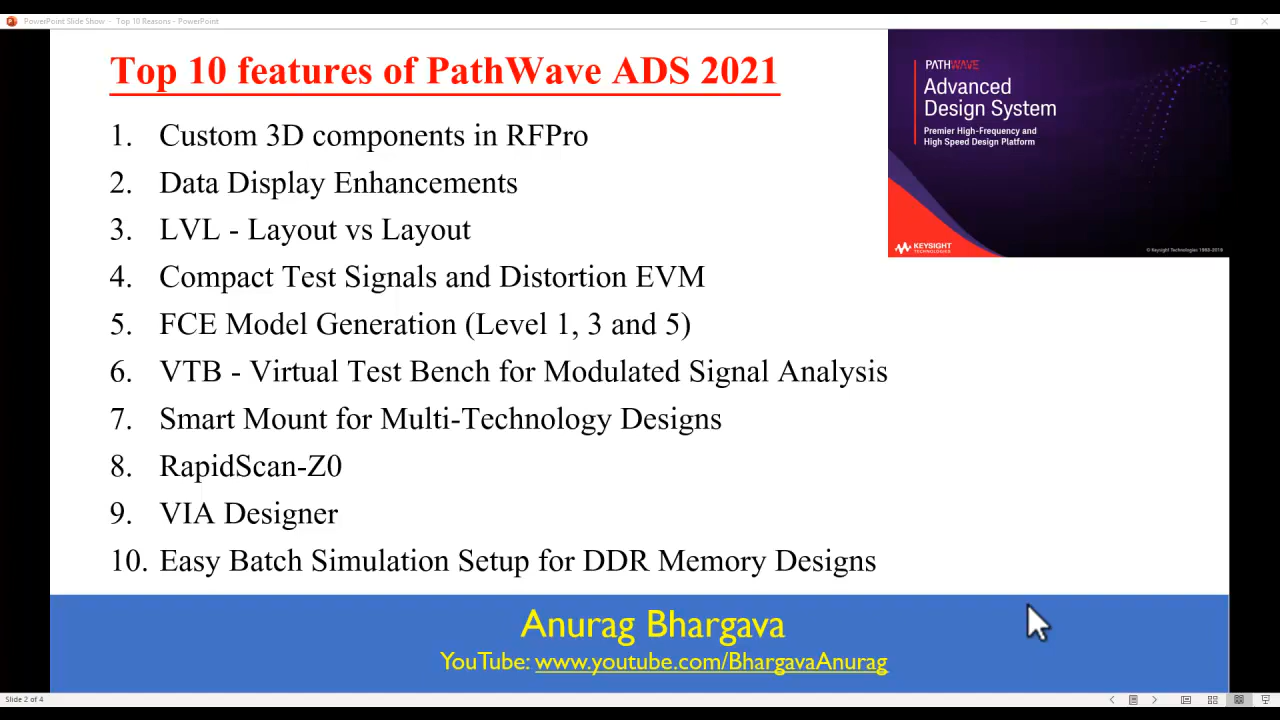 PowerPoint Slide Show - Top 10 Reasons - PowerPoint
Top 10 features of PathWave ADS 2021
1. Custom 3D components in RFPro
2. Data Display Enhancements
3. LVL - Layout vs Layout
4. Compact Test Signals and Distortion EVM
5. FCE Model Generation (Level 1, 3 and 5)
6. VTB - Virtual Test Bench for Modulated Signal Analysis
7. Smart Mount for Multi-Technology Designs
8. RapidScan-Z0
9. VIA Designer
10. Easy Batch Simulation Setup for DDR Memory Designs
PATHWAVE
Advanced
Design System
Premier High-Frequency and
High Speed Design Platform
KEYSIGHT
TECHNOLOGIES
Anurag Bhargava
YouTube: www.youtube.com/BhargavaAnurag
Slide 2 of 4